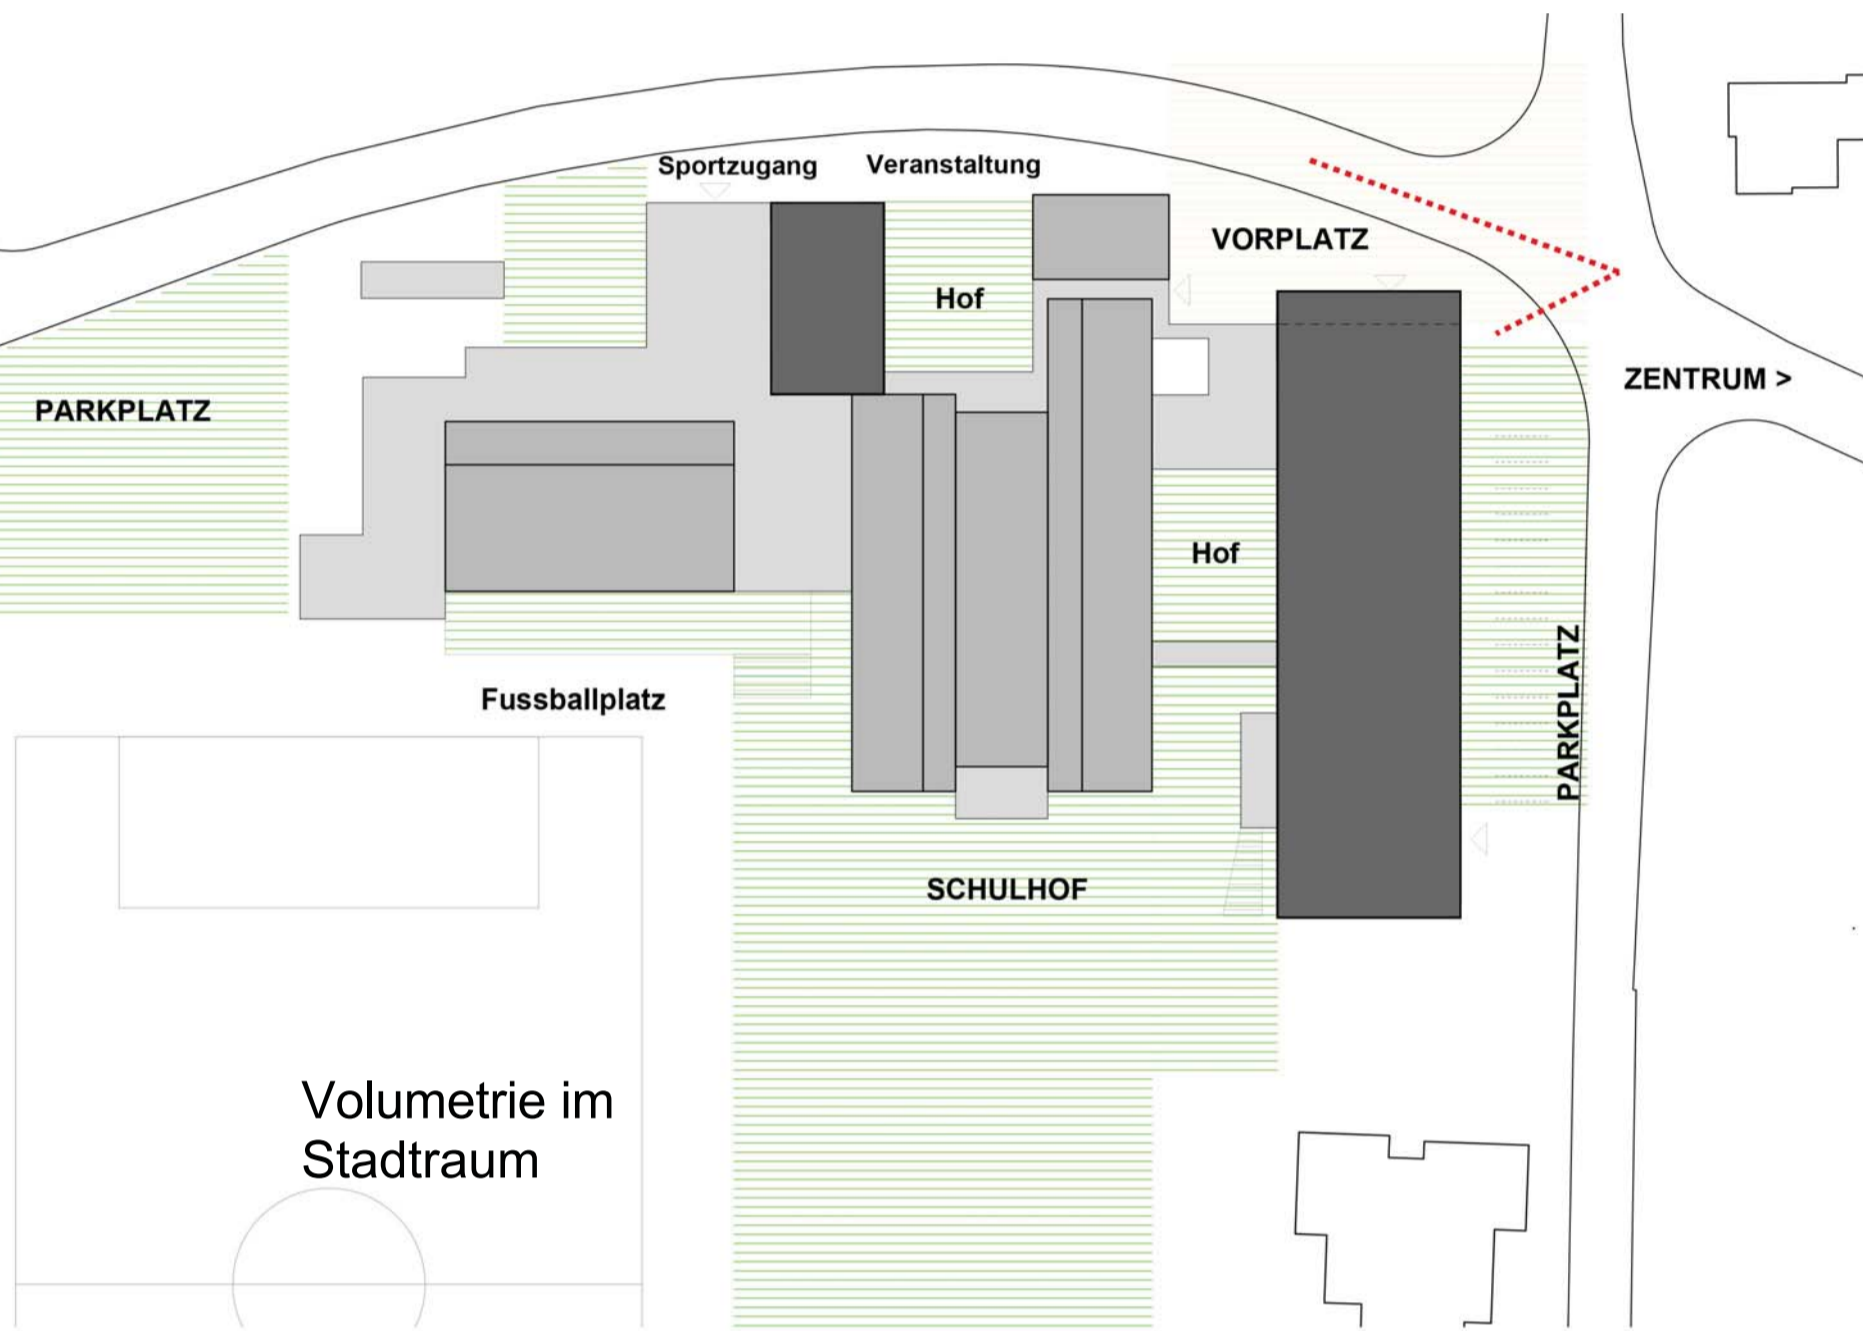 Sportzugang
Veranstaltung
VORPLATZ
Hof
ZENTRUM >
PARKPLATZ
Hof
PARKPLATZ
Fussballplatz
SCHULHOF
Volumetrie im
Stadtraum